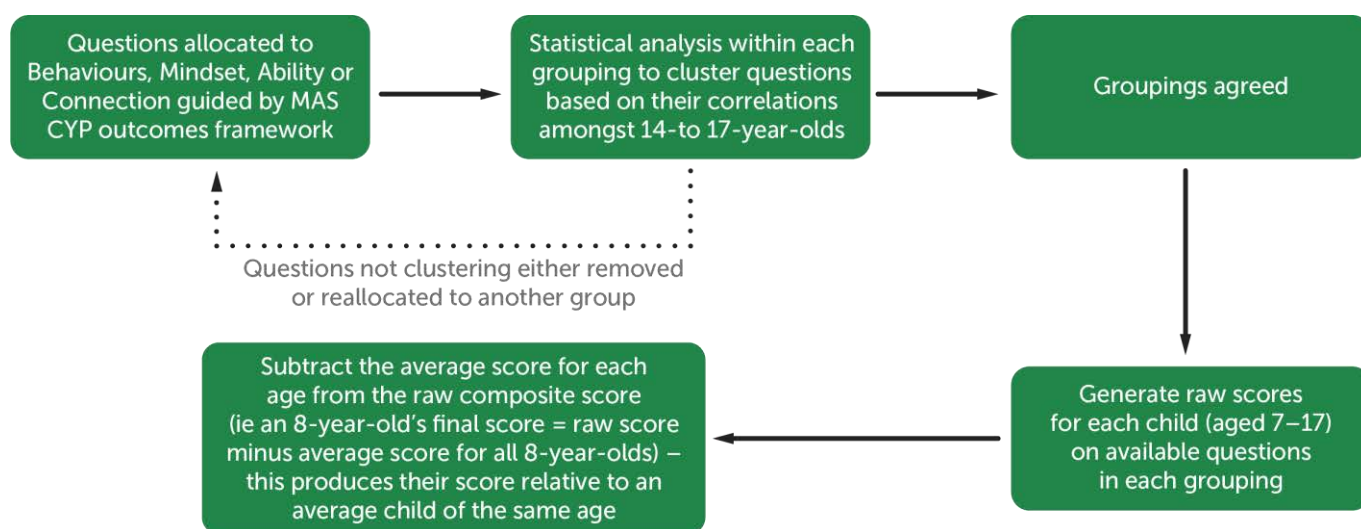 Questions allocated to
Behaviours, Mindset, Ability or
Connection guided by MAS
CYP outcomes framework
Statistical analysis within each
grouping to cluster questions
based on their correlations
amongst 14-to 17-year-olds
Groupings agreed
Questions not clustering either removed
or reallocated to another group
Generate raw scores
for each child (aged 7–17)
on available questions
in each grouping
Subtract the average score for each
age from the raw composite score
(ie an 8-year-old's final score = raw score
minus average score for all 8-year-olds) –
this produces their score relative to an
average child of the same age